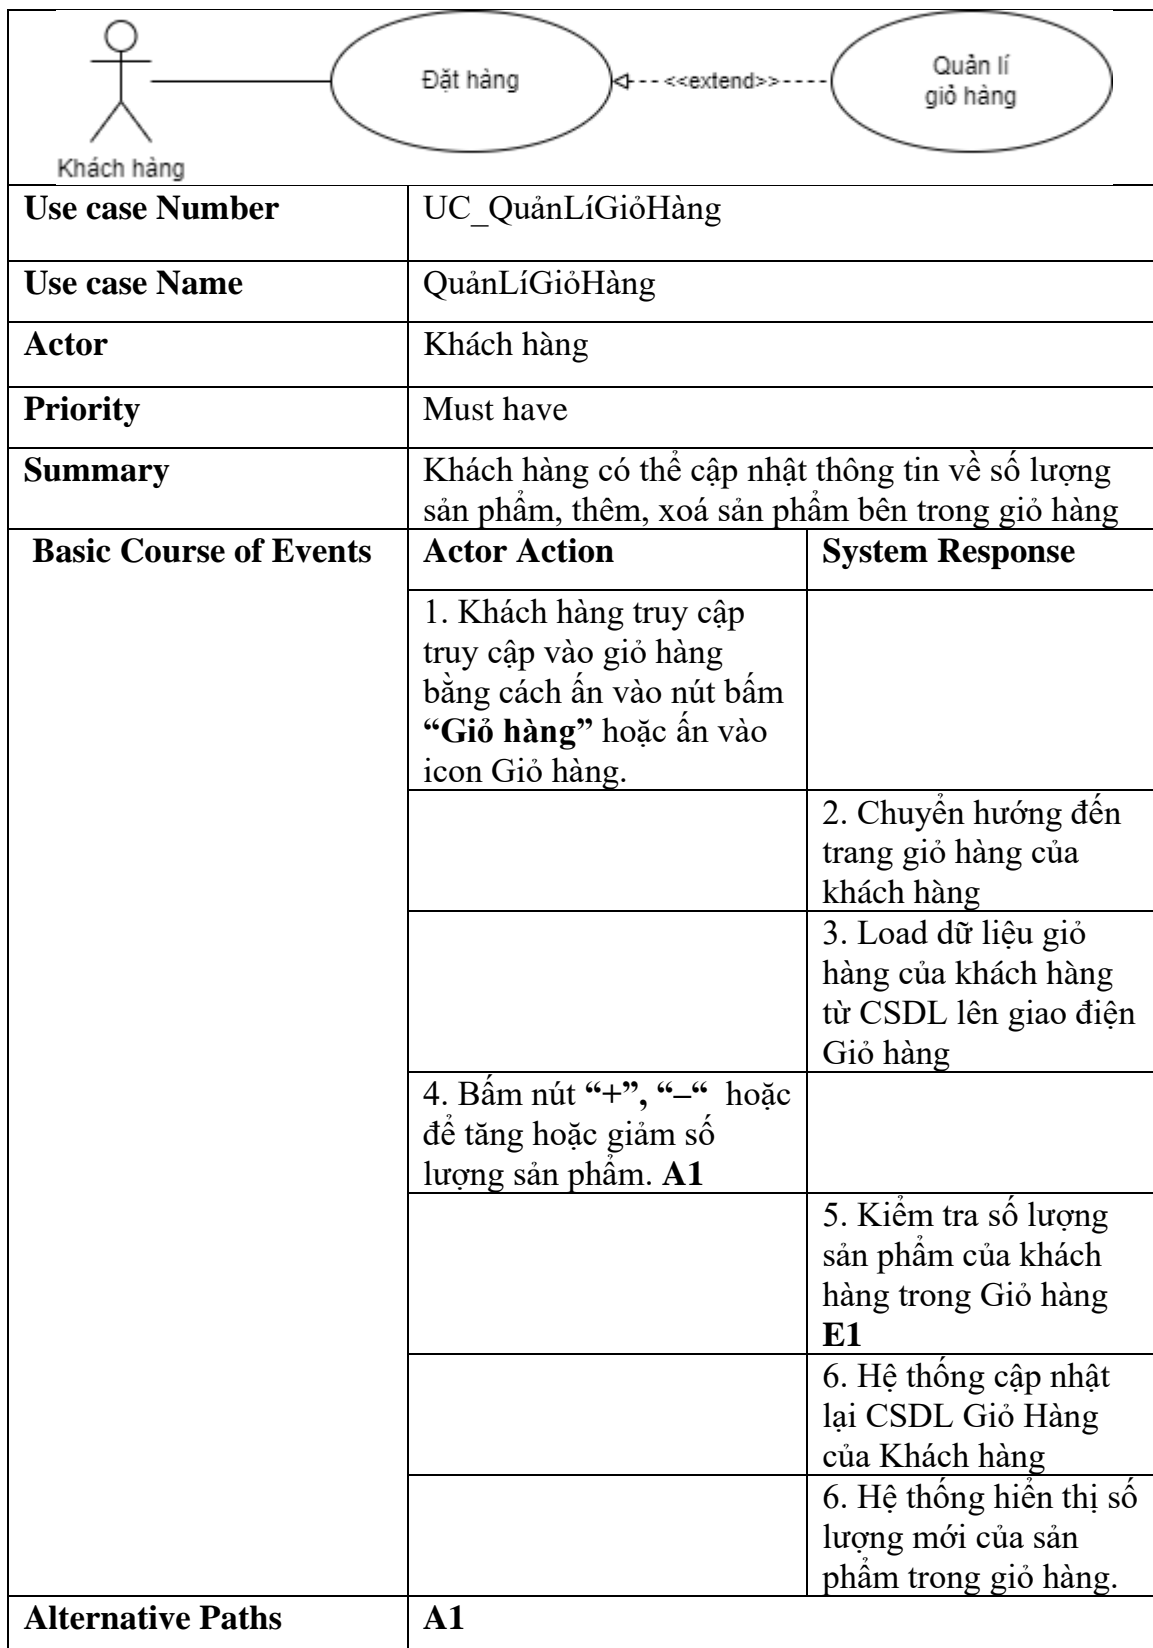 Đặt hàng
<<extend>>
Quản lí
giỏ hàng
Khách hàng
Use case Number
UC_QuảnLíGiỏHàng
Use case Name
QuảnLíGiỏHàng
Actor
Khách hàng
Priority
Must have
Summary
Khách hàng có thể cập nhật thông tin về số lượng
sản phẩm, thêm, xoá sản phẩm bên trong giỏ hàng
Basic Course of Events
Actor Action
System Response
1. Khách hàng truy cập
truy cập vào giỏ hàng
bằng cách ấn vào nút bấm
“Giỏ hàng” hoặc ấn vào
icon Giỏ hàng.
2. Chuyển hướng đến
trang giỏ hàng của
khách hàng
3. Load dữ liệu giỏ
hàng của khách hàng
từ CSDL lên giao điện
Giỏ hàng
4. Bấm nút “+”, “–“ hoặc
để tăng hoặc giảm số
lượng sản phẩm. A1
5. Kiểm tra số lượng
sản phẩm của khách
hàng trong Giỏ hàng
E1
6. Hệ thống cập nhật
lại CSDL Giỏ Hàng
của Khách hàng
6. Hệ thống hiển thị số
lượng mới của sản
phẩm trong giỏ hàng.
Alternative Paths
A1